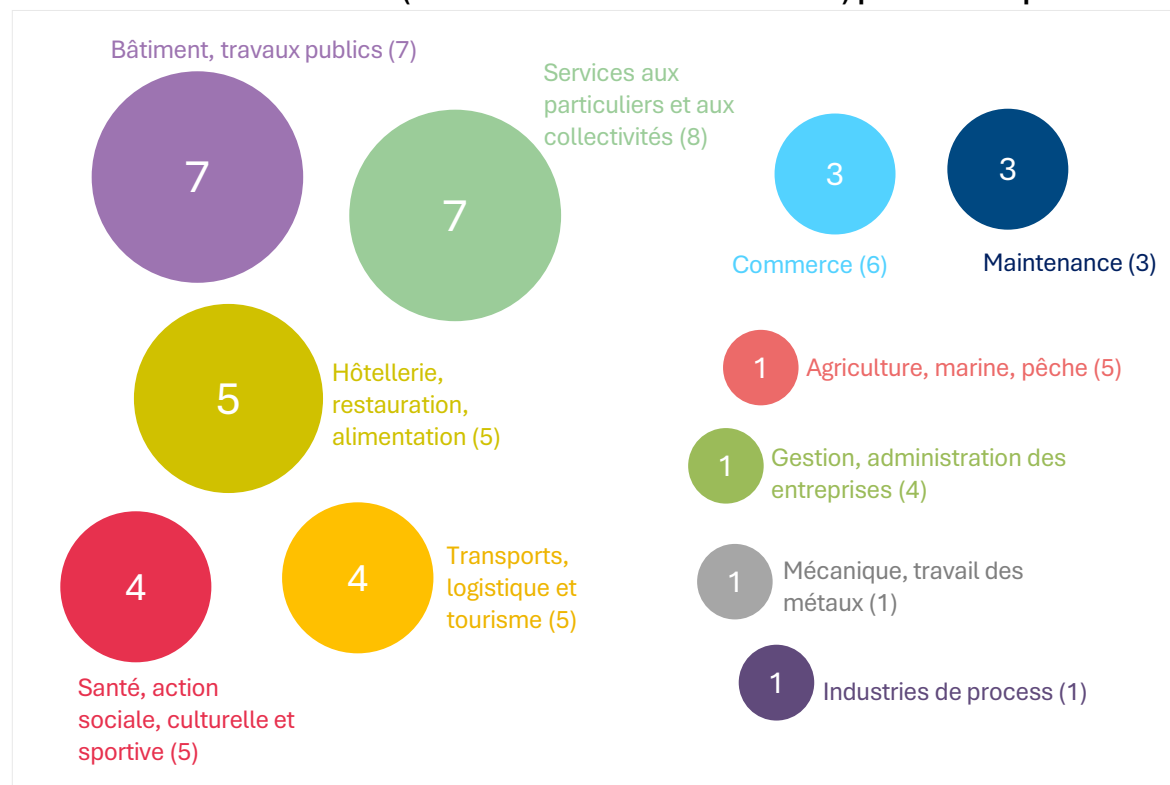 Bâtiment, travaux publics (7)
7
Services aux
particuliers et aux
collectivités (8)
7
3
Commerce (6)
3
Maintenance (3)
5
Hôtellerie,
restauration,
alimentation (5)
1
Agriculture, marine, pêche (5)
1
Gestion, administration des
entreprises (4)
4
Santé, action
sociale, culturelle et
sportive (5)
4
Transports,
logistique et
tourisme (5)
1
Mécanique, travail des
métaux (1)
1
Industries de process (1)